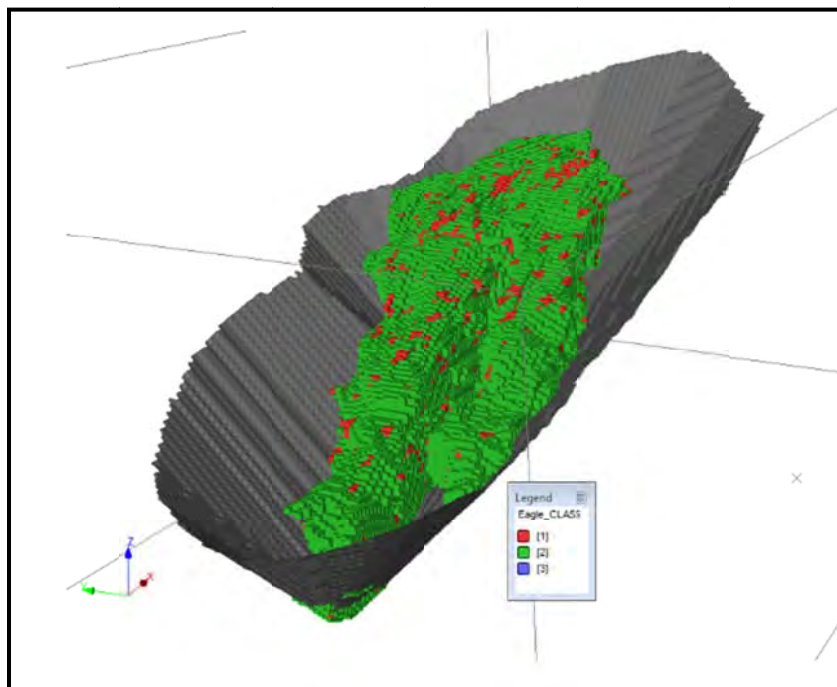 Legend
Eagle_CLASS
[1]
[2]
[3]
Z
Y
X